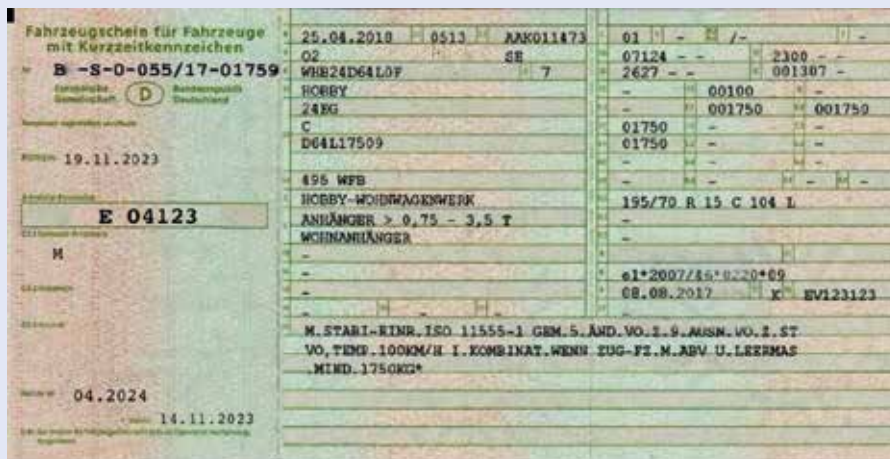 Fahrzeugschein für Fahrzeuge
mit Kurzzeitkennzeichen
B -S-O-055/17-01759
Europäische Gemeinschaft D Bundesrepublik Deutschland
19.11.2023
E 04123
M
04.2024
14.11.2023
25.04.2018 0513 AAK011473
02 SE
WHB24D64L0F 7
HOBBY
24EG
C
D64L17509
-
495 WFB
HOBBY-WOHNWAGENWERK
ANHÄNGER > 0,75 - 3,5 T
WOHNANHÄNGER
-
-
-
- - -
01 - /- -
07124 - - 2300 - -
2627 - - 001307 -
- 00100 -
- 001750 001750
01750 - -
01750 - -
- - -
- - - -
195/70 R 15 C 104 L
-
-
-
e1*2007/46*0220*09
08.08.2017 K EV123123
M.STABI-EINR.ISO 11555-1 GEM.5.ÄND.VO.Z.9.AUSN.VO.Z.ST
VO,TEMP.100KM/H I.KOMBINAT.WENN ZUG-FZ.M.ABV U.LEERMAS
.MIND.1750KG*